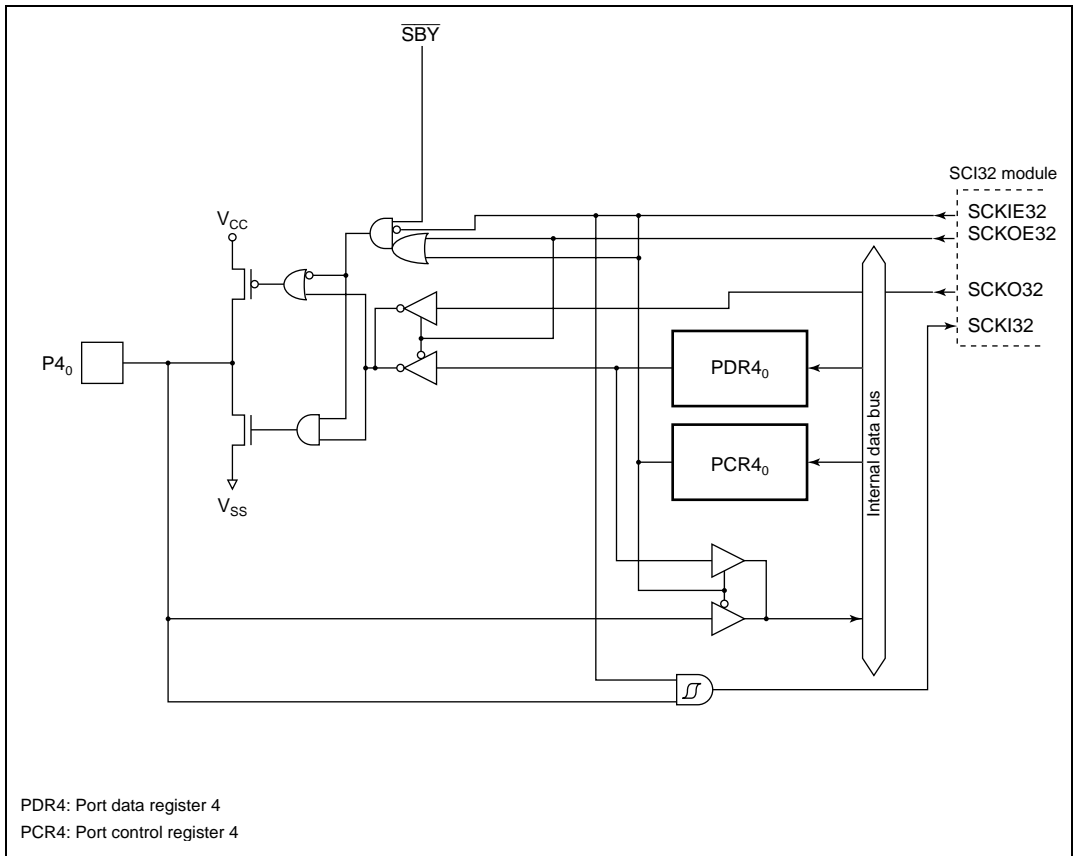 SBY
SCI32 module
SCKIE32
SCKOE32
VCC
SCKO32
SCKI32
P40
PDR40
PCR40
Internal data bus
VSS
PDR4: Port data register 4
PCR4: Port control register 4